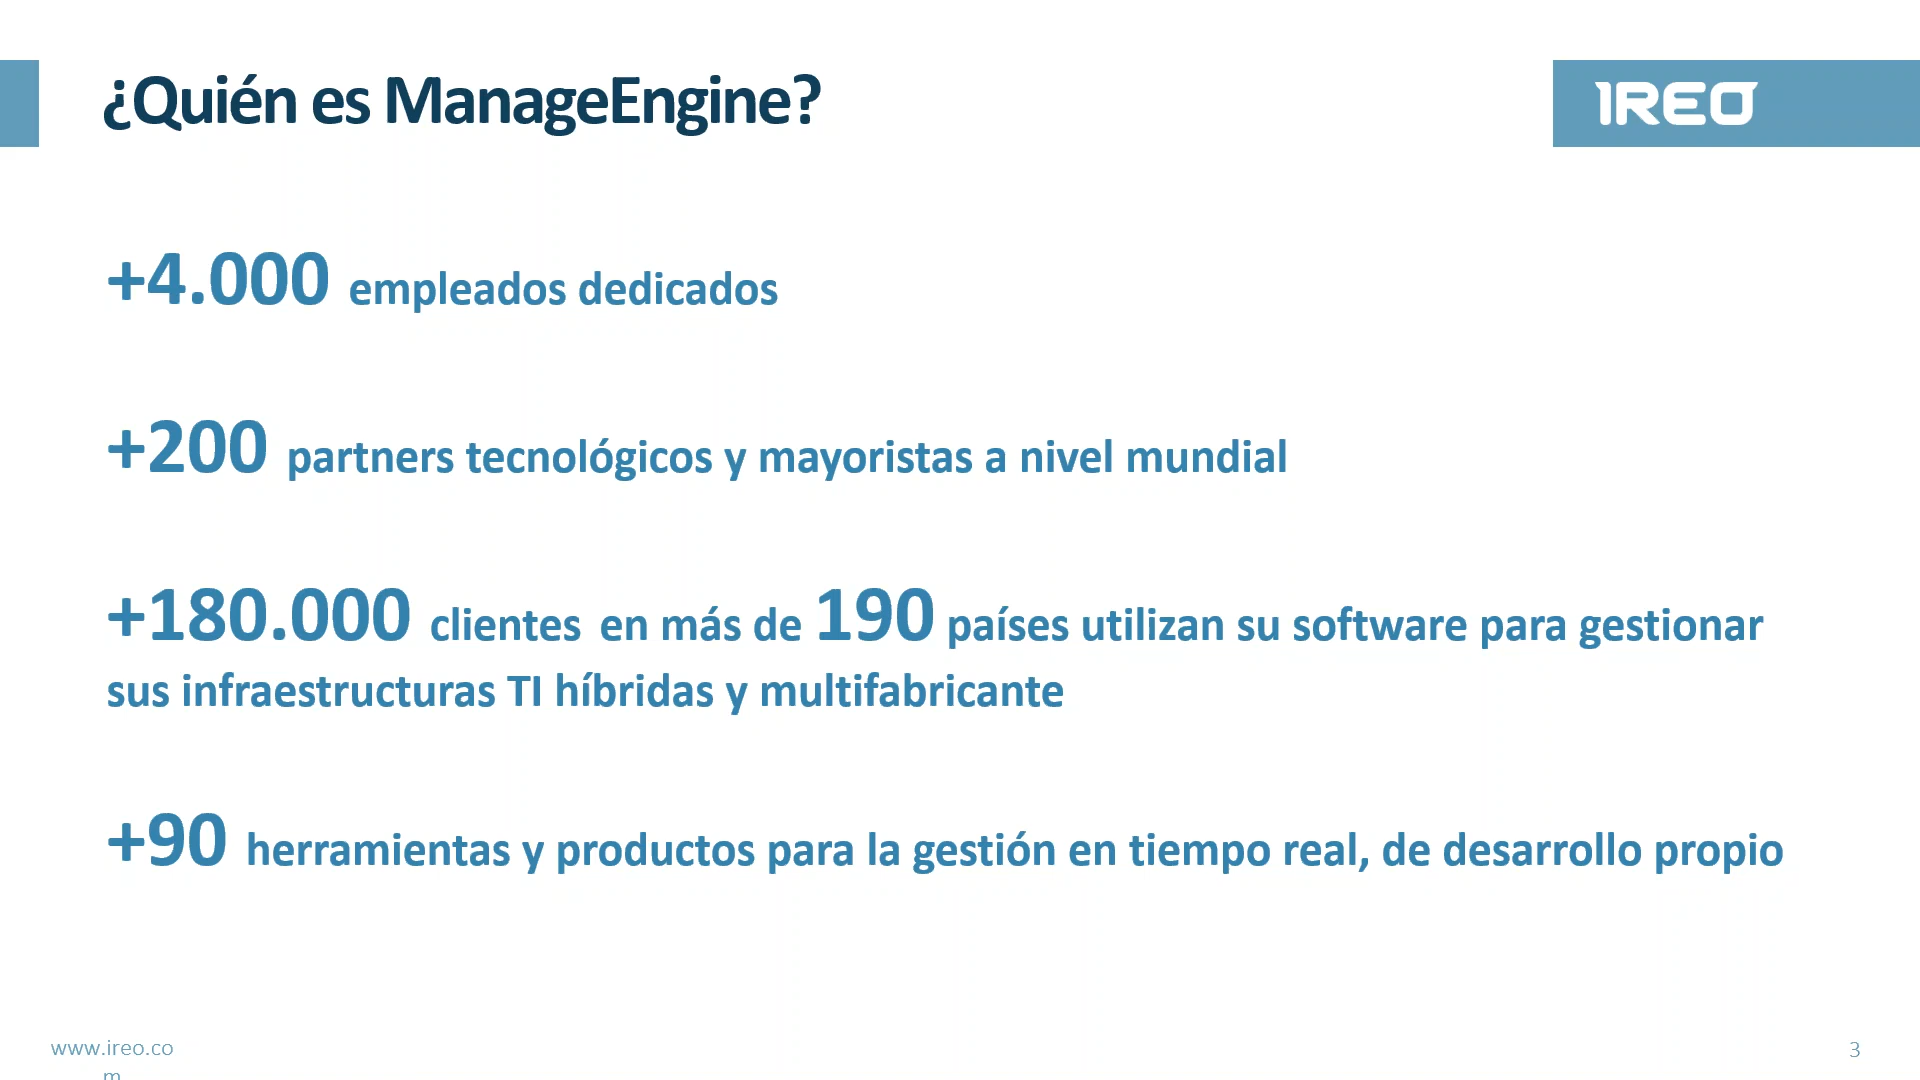 ¿Quién es ManageEngine?
IREO
+4.000 empleados dedicados
+200 partners tecnológicos y mayoristas a nivel mundial
+180.000 clientes en más de 190 países utilizan su software para gestionar
sus infraestructuras TI híbridas y multifabricante
+90 herramientas y productos para la gestión en tiempo real, de desarrollo propio
www.ireo.co
m
3